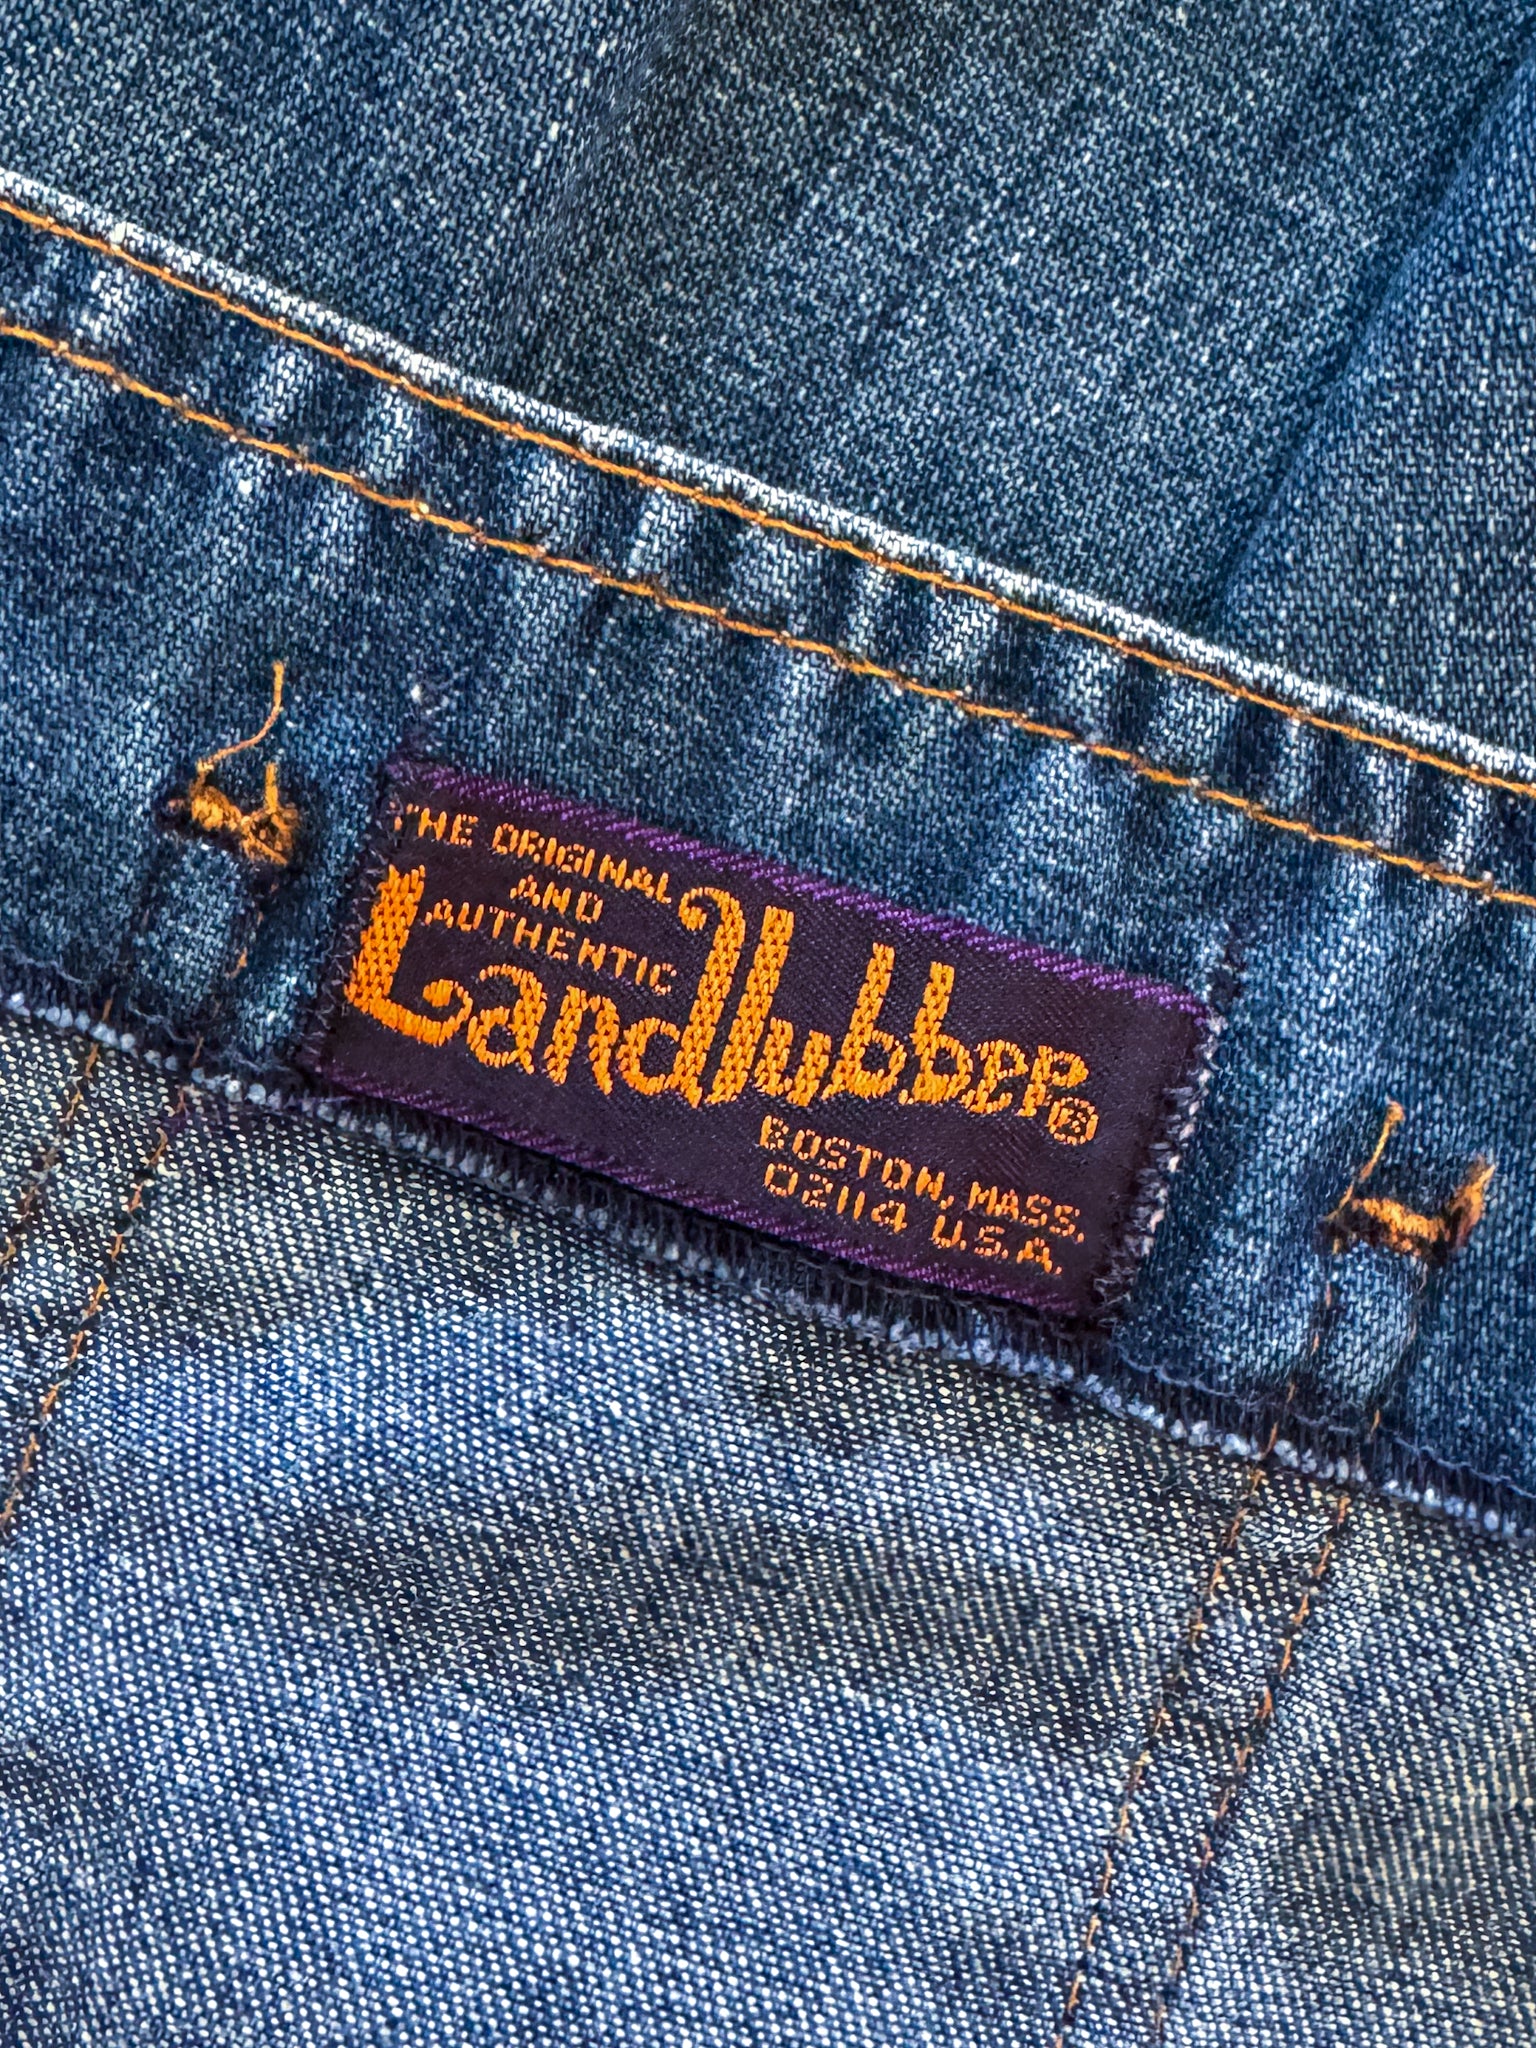 THE ORIGINAL
AND
AUTHENTIC
Landlubber®
BOSTON, MASS.
02114 U.S.A.